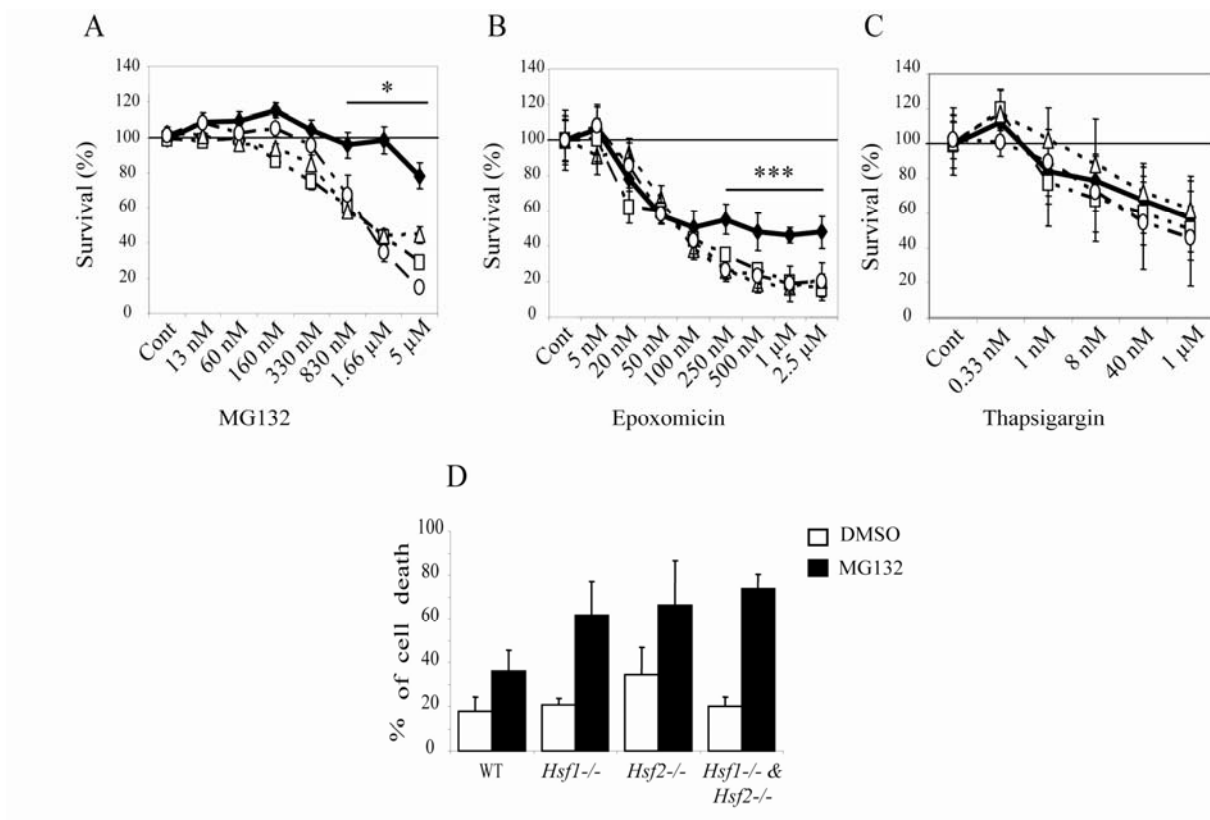 A
B
C
140
120
100
80
60
40
20
0
Survival (%)
*
Cont
13 nM
60 nM
160 nM
330 nM
830 nM
1.66 µM
5 µM
MG132
140
120
100
80
60
40
20
0
Survival (%)
***
Cont
5 nM
20 nM
50 nM
100 nM
250 nM
500 nM
1 µM
2.5 µM
Epoxomicin
140
120
100
80
60
40
20
0
Survival (%)
Cont
0.33 nM
1 nM
8 nM
40 nM
1 µM
Thapsigargin
D
100
80
60
40
20
0
% of cell death
DMSO
MG132
WT
Hsf1-/-
Hsf2-/-
Hsf1-/- &
Hsf2-/-